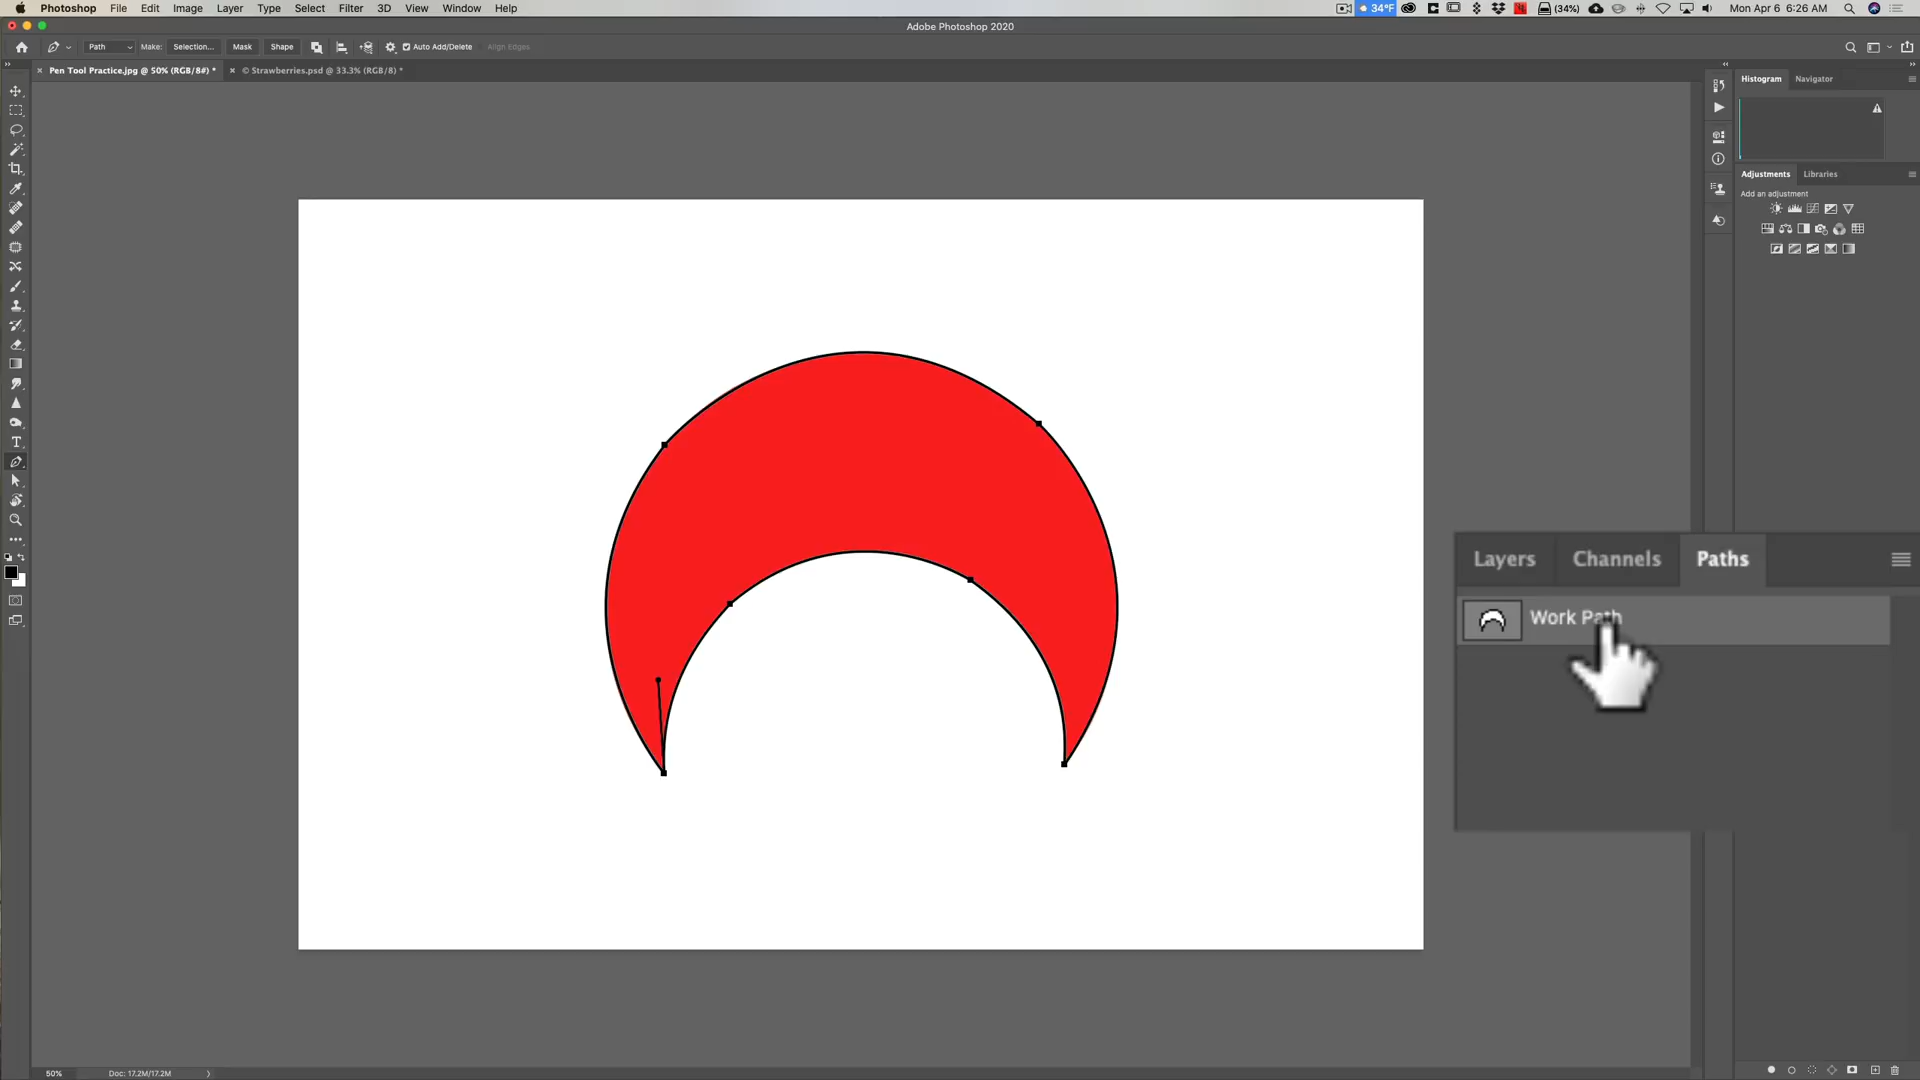 Photoshop File Edit Image Layer Type Select Filter 3D View Window Help 34°F (34%) Mon Apr 6 6:26 AM
Adobe Photoshop 2020
Path Make: Selection... Mask Shape Auto Add/Delete Align Edges
× Pen Tool Practice.jpg @ 50% (RGB/8#) * × © Strawberries.psd @ 33.3% (RGB/8) *
Histogram Navigator
Adjustments Libraries
Add an adjustment
Layers Channels Paths
Work Path
50% Doc: 17.2M/17.2M